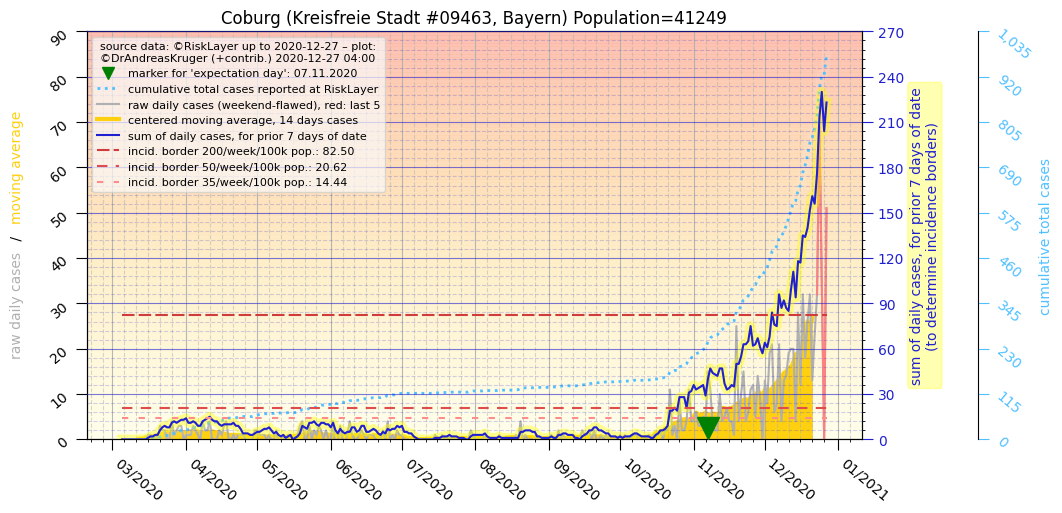 Coburg (Kreisfreie Stadt #09463, Bayern) Population=41249
source data: ©RiskLayer up to 2020-12-27 – plot:
©DrAndreasKruger (+contrib.) 2020-12-27 04:00
marker for 'expectation day': 07.11.2020
cumulative total cases reported at RiskLayer
raw daily cases (weekend-flawed), red: last 5
centered moving average, 14 days cases
sum of daily cases, for prior 7 days of date
incid. border 200/week/100k pop.: 82.50
incid. border 50/week/100k pop.: 20.62
incid. border 35/week/100k pop.: 14.44
raw daily cases / moving average
90
80
70
60
50
40
30
20
10
0
270
240
210
180
150
120
90
60
30
0
sum of daily cases, for prior 7 days of date
(to determine incidence borders)
1,035
920
805
690
575
460
345
230
115
0
cumulative total cases
03/2020
04/2020
05/2020
06/2020
07/2020
08/2020
09/2020
10/2020
11/2020
12/2020
01/2021